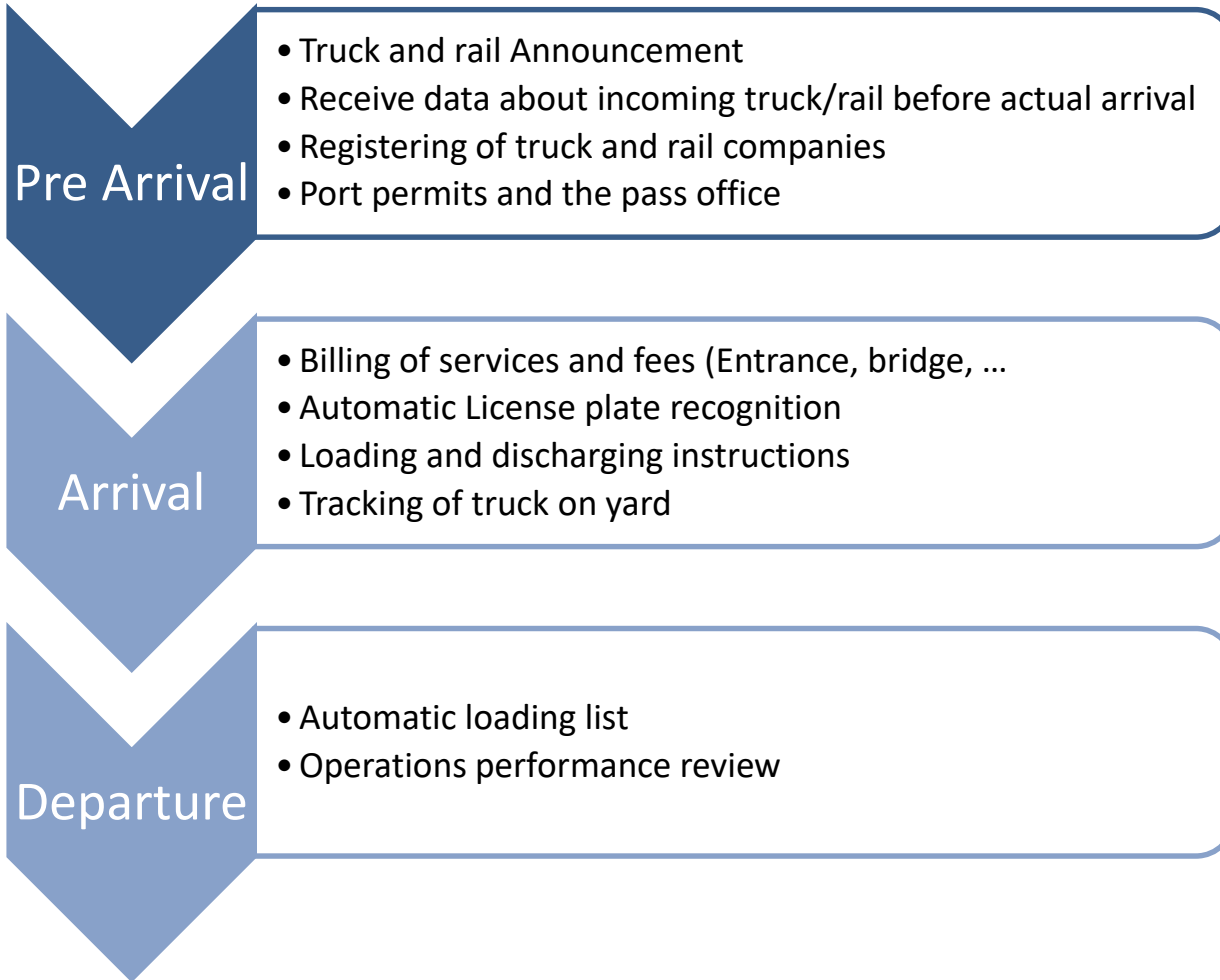 Pre Arrival
• Truck and rail Announcement
• Receive data about incoming truck/rail before actual arrival
• Registering of truck and rail companies
• Port permits and the pass office
Arrival
• Billing of services and fees (Entrance, bridge, …
• Automatic License plate recognition
• Loading and discharging instructions
• Tracking of truck on yard
Departure
• Automatic loading list
• Operations performance review